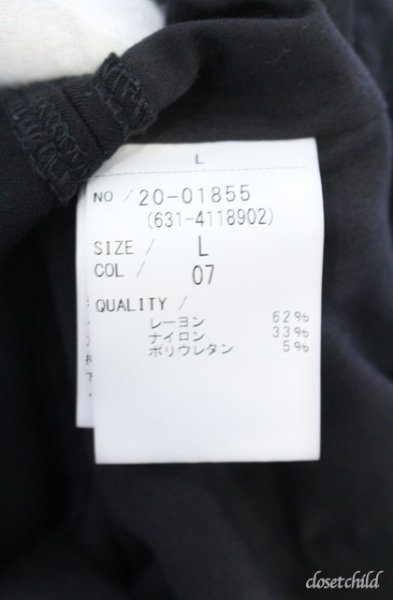 L
NO / 20-01855
(631-4118902)
SIZE / L
COL / 07
QUALITY /
レーヨン 62%
ナイロン 33%
ポリウレタン 5%
closetchild